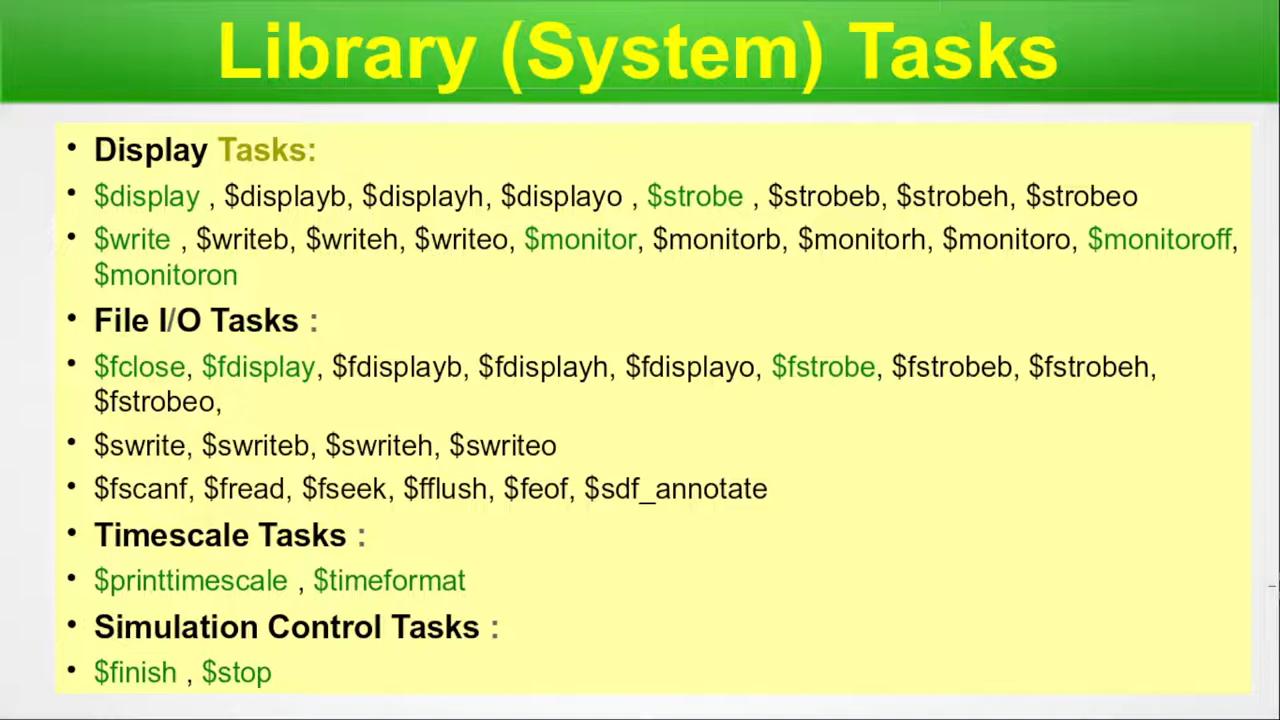 Library (System) Tasks
• Display Tasks:
• $display , $displayb, $displayh, $displayo , $strobe , $strobeb, $strobeh, $strobeo
• $write , $writeb, $writeh, $writeo, $monitor, $monitorb, $monitorh, $monitoro, $monitoroff,
$monitoron
• File I/O Tasks :
• $fclose, $fdisplay, $fdisplayb, $fdisplayh, $fdisplayo, $fstrobe, $fstrobeb, $fstrobeh,
$fstrobeo,
• $swrite, $swriteb, $swriteh, $swriteo
• $fscanf, $fread, $fseek, $fflush, $feof, $sdf_annotate
• Timescale Tasks :
• $printtimescale , $timeformat
• Simulation Control Tasks :
• $finish , $stop